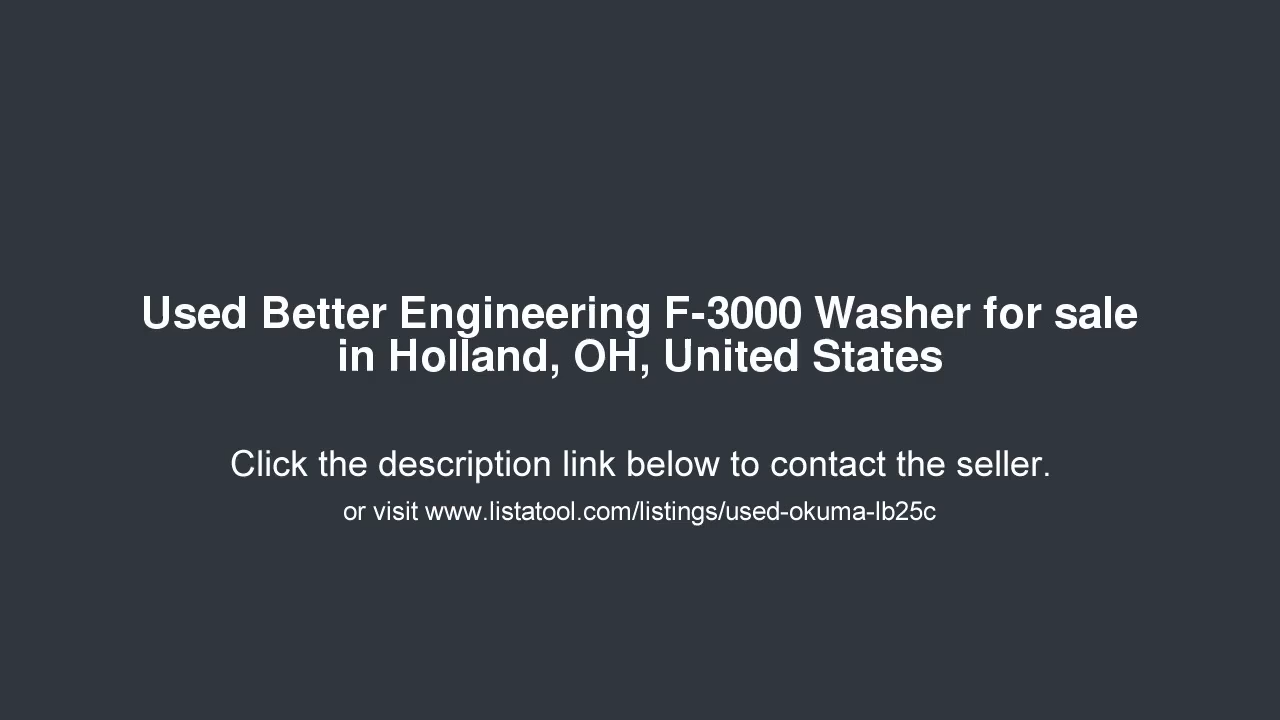 Used Better Engineering F-3000 Washer for sale
in Holland, OH, United States
Click the description link below to contact the seller.
or visit www.listatool.com/listings/used-okuma-lb25c